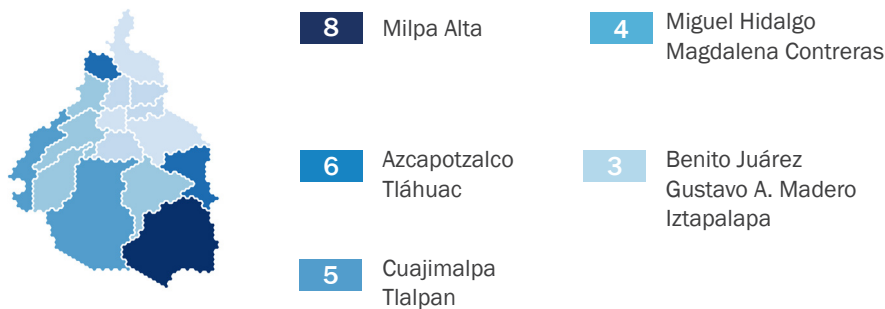 8
Milpa Alta
4
Miguel Hidalgo
Magdalena Contreras
6
Azcapotzalco
Tláhuac
3
Benito Juárez
Gustavo A. Madero
Iztapalapa
5
Cuajimalpa
Tlalpan